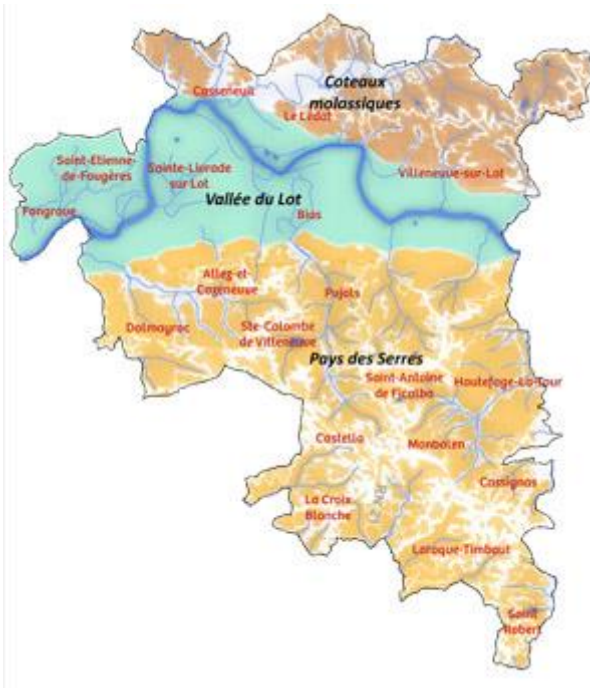 Coteaux
molassiques
Casseneuil
Le Lédat
Saint-Etienne-
de-Fougères
Sainte-Livrade
sur Lot
Villeneuve-sur-Lot
Vallée du Lot
Fongrave
Bias
Allez-et
Cazeneuve
Pujols
Dolmayrac
Ste-Colombe
de Villeneuve
Pays des Serres
Saint-Antoine
de Ficalba
Hautefage-La-Tour
Castella
Monbalen
Cassignas
RN 21
La Croix
Blanche
Laroque-Timbaut
Saint
Robert